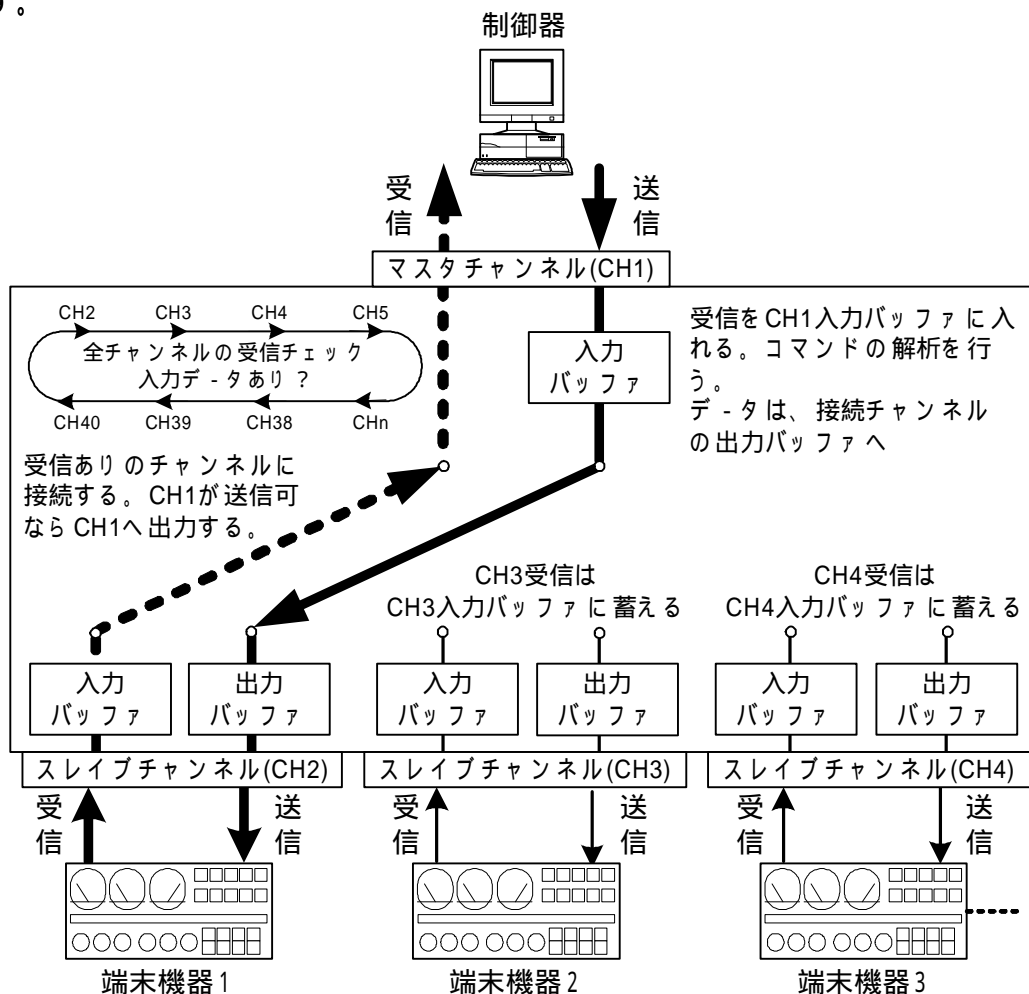 り。
制御器
受信
送信
マスタチャンネル(CH1)
CH2 CH3 CH4 CH5
全チャンネルの受信チェック
入力デ-タあり?
CH40 CH39 CH38 CHn
入力
バッファ
受信をCH1入力バッファに入
れる。コマンドの解析を行
う。
デ-タは、接続チャンネル
の出力バッファへ
受信ありのチャンネルに
接続する。CH1が送信可
ならCH1へ出力する。
CH3受信は
CH3入力バッファに蓄える
CH4受信は
CH4入力バッファに蓄える
入力
バッファ
出力
バッファ
入力
バッファ
出力
バッファ
入力
バッファ
出力
バッファ
スレイブチャンネル(CH2)
スレイブチャンネル(CH3)
スレイブチャンネル(CH4)
受信
送信
受信
送信
受信
送信
端末機器1
端末機器2
端末機器3